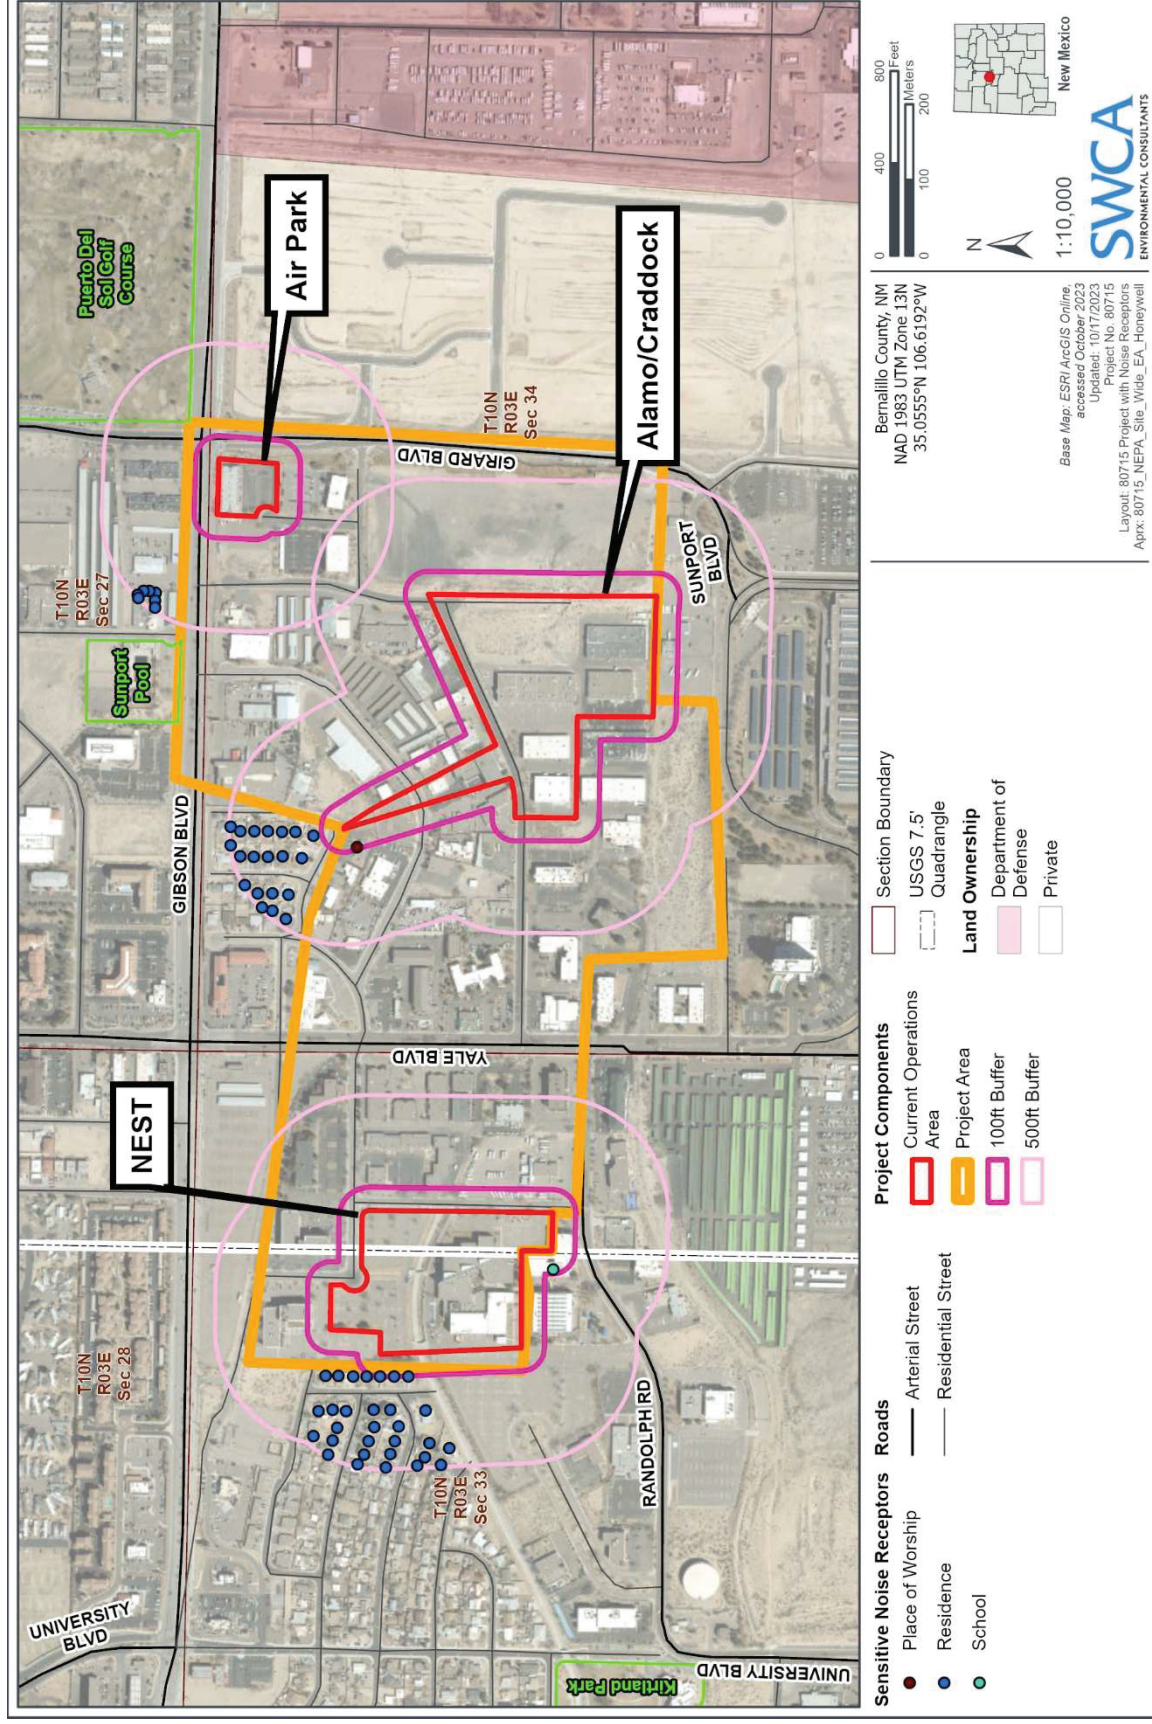 UNIVERSITY
BLVD
T10N
R03E
Sec 28
NEST
GIBSON BLVD
Sunport
Pool
T10N
R03E
Sec 27
Puerto Del
Sol Golf
Course
Air Park
T10N
R03E
Sec 33
YALE BLVD
GIRARD BLVD
T10N
R03E
Sec 34
Alamo/Craddock
SUNPORT
BLVD
RANDOLPH RD
Kirtland Park
UNIVERSITY BLVD
Sensitive Noise Receptors
Place of Worship
Residence
School
Roads
Arterial Street
Residential Street
Project Components
Current Operations
Area
Project Area
100ft Buffer
500ft Buffer
Section Boundary
USGS 7.5'
Quadrangle
Land Ownership
Department of
Defense
Private
Bernalillo County, NM
NAD 1983 UTM Zone 13N
35.0555°N 106.6192°W
Base Map: ESRI ArcGIS Online,
accessed October 2023
Updated: 10/17/2023
Project No. 80715
Layout: 80715 Project with Noise Receptors
Aprx: 80715_NEPA_Site_Wide_EA_Honeywell
0 400 800
Feet
Meters
0 100 200
N
1:10,000
New Mexico
SWCA
ENVIRONMENTAL CONSULTANTS